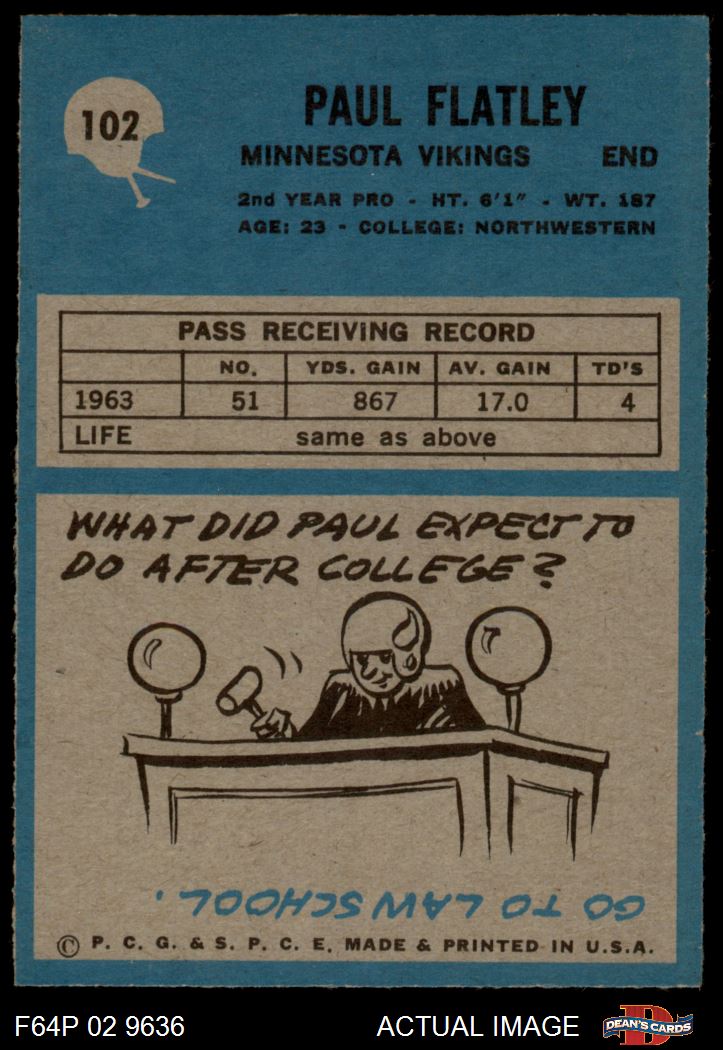 102
PAUL FLATLEY
MINNESOTA VIKINGS END
2nd YEAR PRO - HT. 6'1" - WT. 187
AGE: 23 - COLLEGE: NORTHWESTERN
PASS RECEIVING RECORD
NO. YDS. GAIN AV. GAIN TD'S
1963 51 867 17.0 4
LIFE same as above
WHAT DID PAUL EXPECT TO
DO AFTER COLLEGE?
GO TO LAW SCHOOL.
© P. C. G. & S. P. C. E. MADE & PRINTED IN U.S.A.
F64P 02 9636 ACTUAL IMAGE D DEAN'S CARDS